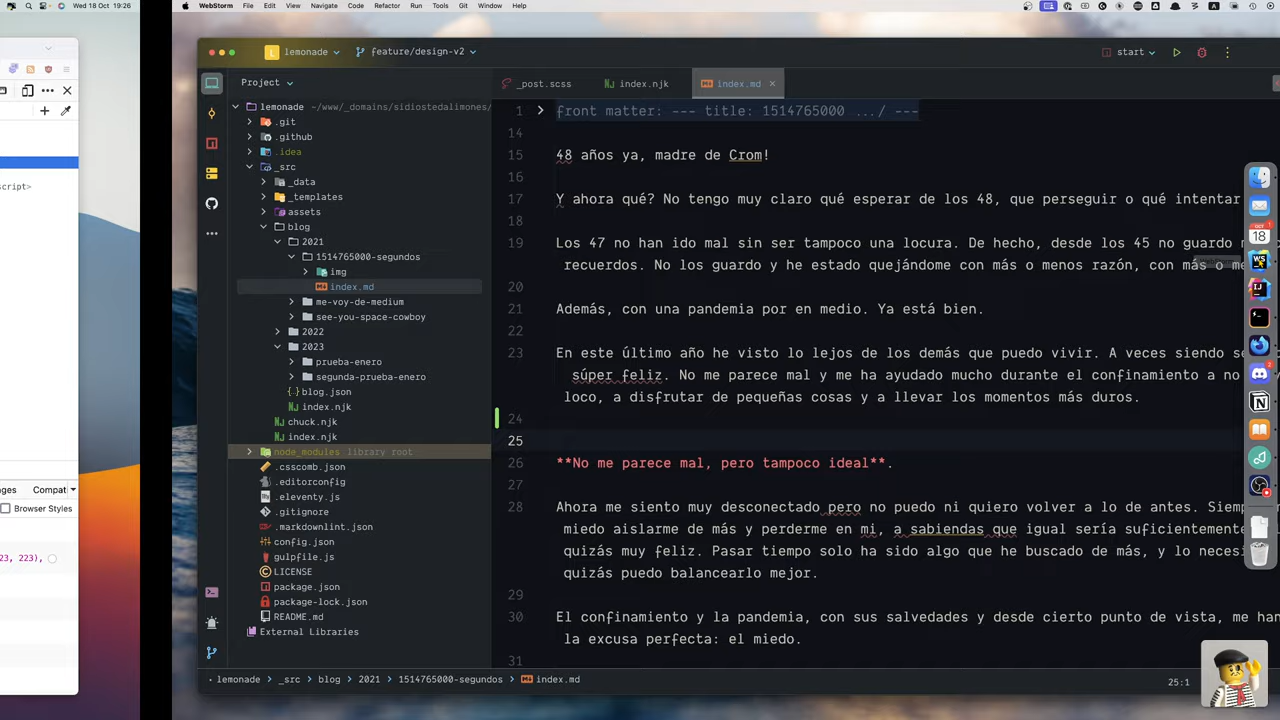 Wed 18 Oct 19:26
script>
ages
Compat
Browser Styles
23, 223),
WebStorm File Edit View Navigate Code Refactor Run Tools Git Window Help
L lemonade feature/design-v2 start
Project
_post.scss index.njk index.md
lemonade ~/www/_domains/sidiostedalimones/
.git
.github
.idea
_src
_data
_templates
assets
blog
2021
1514765000-segundos
img
index.md
me-voy-de-medium
see-you-space-cowboy
2022
2023
prueba-enero
segunda-prueba-enero
blog.json
index.njk
chuck.njk
index.njk
node_modules library root
.csscomb.json
.editorconfig
.eleventy.js
.gitignore
.markdownlint.json
config.json
gulpfile.js
LICENSE
package.json
package-lock.json
README.md
External Libraries
1 front matter: --- title: 1514765000 .../ ---
14
15 48 años ya, madre de Crom!
16
17 Y ahora qué? No tengo muy claro qué esperar de los 48, que perseguir o qué intentar
18
19 Los 47 no han ido mal sin ser tampoco una locura. De hecho, desde los 45 no guardo
recuerdos. No los guardo y he estado quejándome con más o menos razón, con más o me
20
21 Además, con una pandemia por en medio. Ya está bien.
22
23 En este último año he visto lo lejos de los demás que puedo vivir. A veces siendo se
súper feliz. No me parece mal y me ha ayudado mucho durante el confinamiento a no
loco, a disfrutar de pequeñas cosas y a llevar los momentos más duros.
24
25
26 **No me parece mal, pero tampoco ideal**
27
28 Ahora me siento muy desconectado pero no puedo ni quiero volver a lo de antes. Siemp
miedo aislarme de más y perderme en mi, a sabiendas que igual sería suficientemente
quizás muy feliz. Pasar tiempo solo ha sido algo que he buscado de más, y lo necesi
quizás puedo balancearlo mejor.
29
30 El confinamiento y la pandemia, con sus salvedades y desde cierto punto de vista, me han
la excusa perfecta: el miedo.
31
lemonade _src blog 2021 1514765000-segundos index.md
25:1
OCT
18
WS